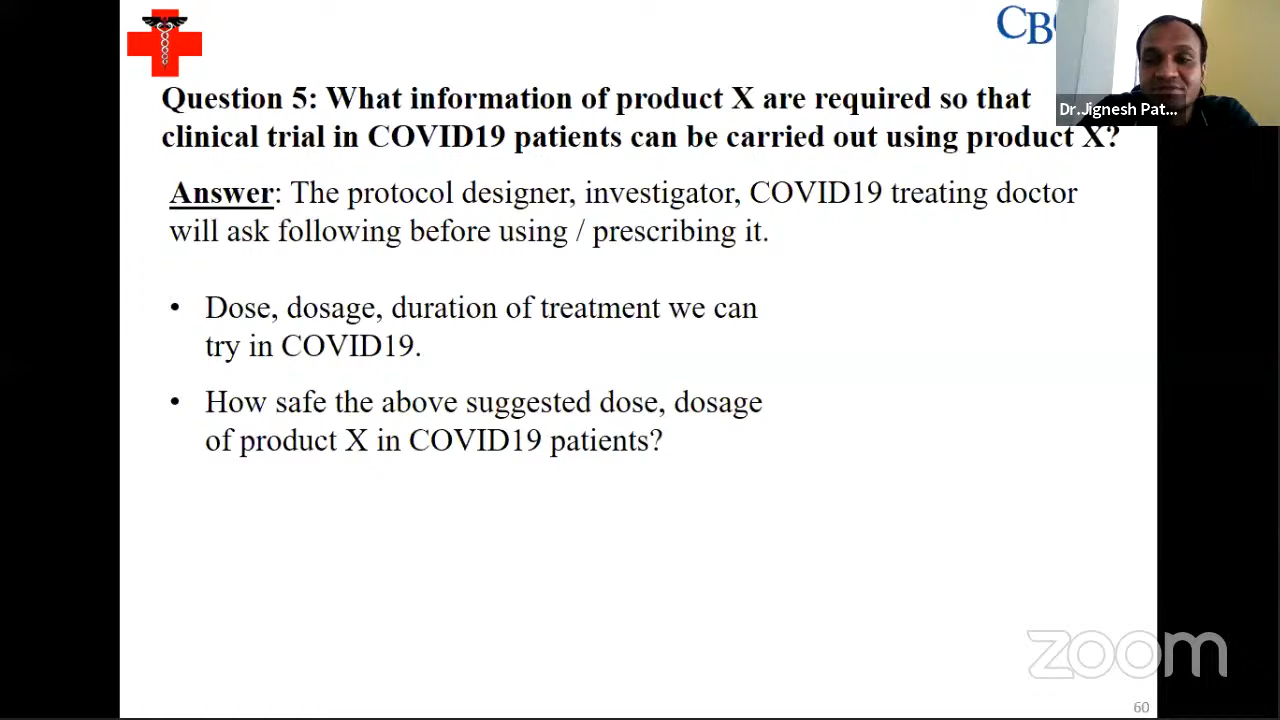 CB
Dr.Jignesh Pat...
Question 5: What information of product X are required so that
clinical trial in COVID19 patients can be carried out using product X?
Answer: The protocol designer, investigator, COVID19 treating doctor
will ask following before using / prescribing it.
• Dose, dosage, duration of treatment we can
try in COVID19.
• How safe the above suggested dose, dosage
of product X in COVID19 patients?
zoom
60